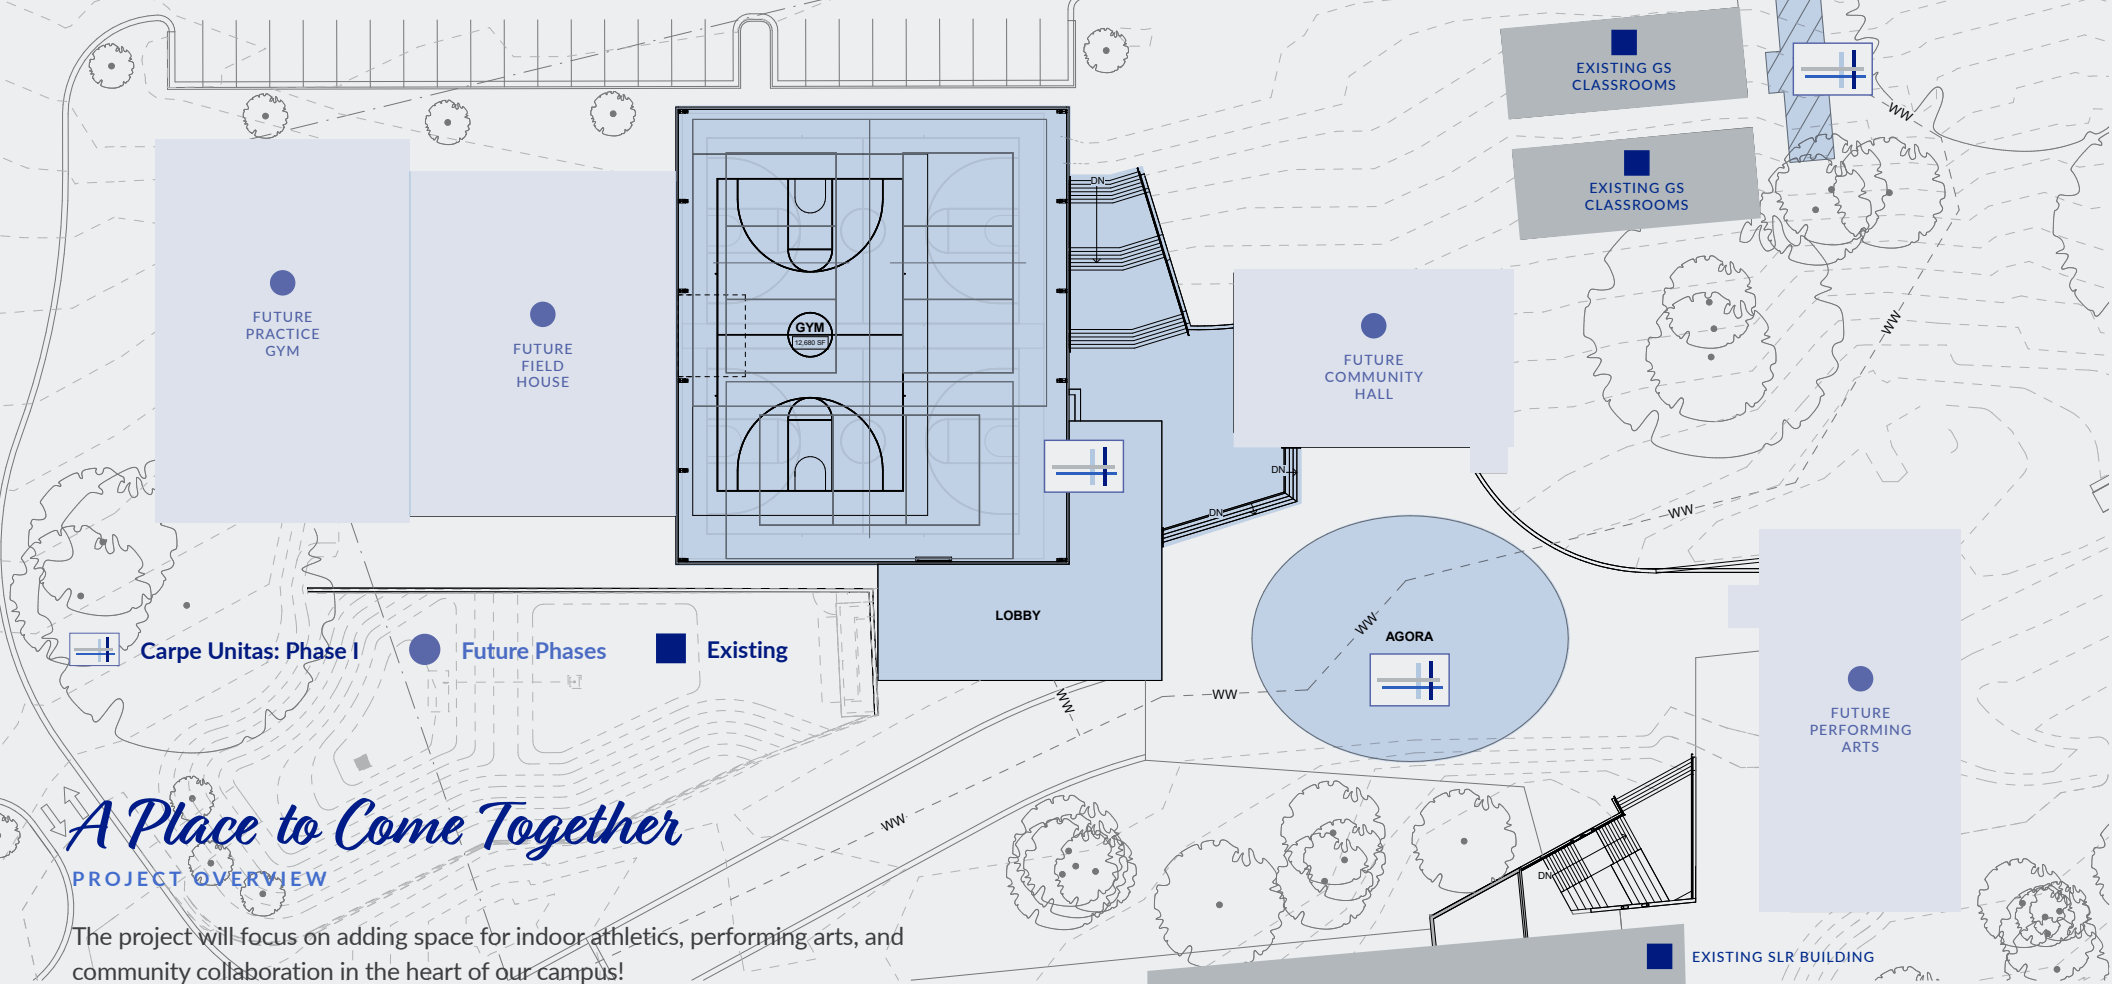 EXISTING GS
CLASSROOMS
WW
EXISTING GS
CLASSROOMS
DN
FUTURE
PRACTICE
GYM
FUTURE
FIELD
HOUSE
GYM
12,680 SF
FUTURE
COMMUNITY
HALL
WW
DN
DN
WW
LOBBY
WW
AGORA
Carpe Unitas: Phase I
Future Phases
Existing
WW
WW
FUTURE
PERFORMING
ARTS
WW
DN
A Place to Come Together
PROJECT OVERVIEW
The project will focus on adding space for indoor athletics, performing arts, and
community collaboration in the heart of our campus!
EXISTING SLR BUILDING